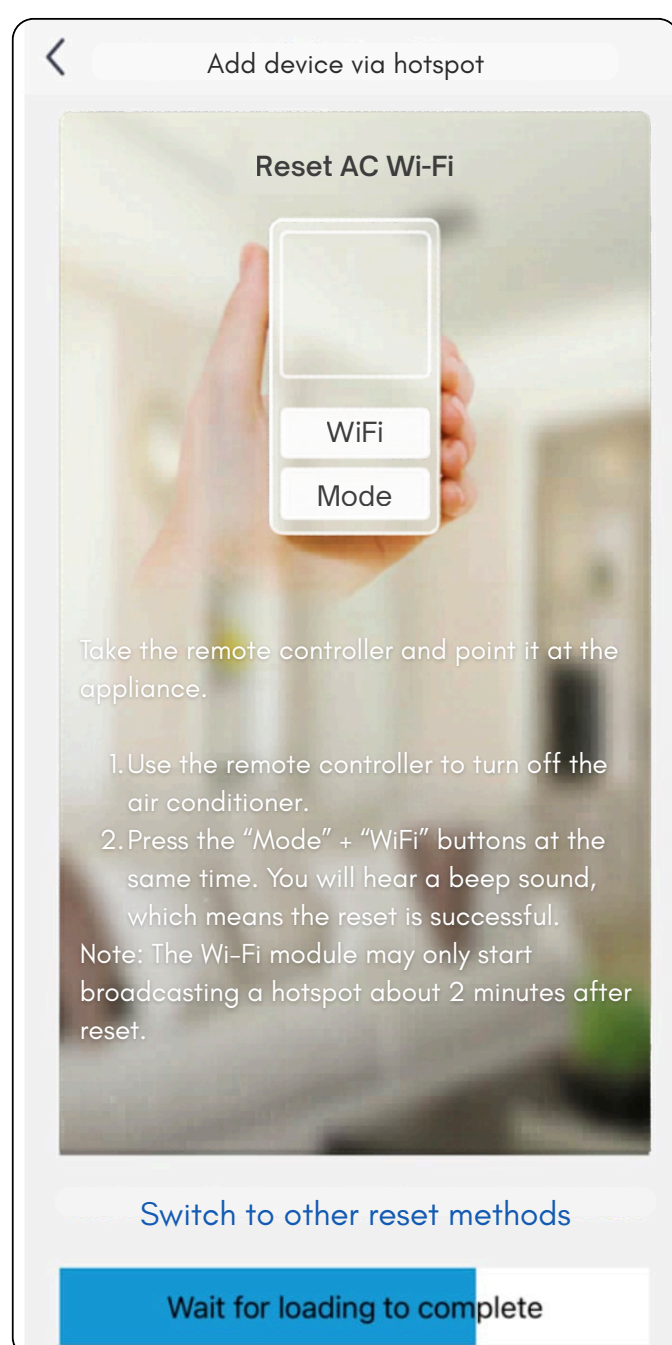 Add device via hotspot
Reset AC Wi-Fi
WiFi
Mode
Take the remote controller and point it at the
appliance.
1. Use the remote controller to turn off the
air conditioner.
2. Press the “Mode” + “WiFi” buttons at the
same time. You will hear a beep sound,
which means the reset is successful.
Note: The Wi-Fi module may only start
broadcasting a hotspot about 2 minutes after
reset.
Switch to other reset methods
Wait for loading to complete